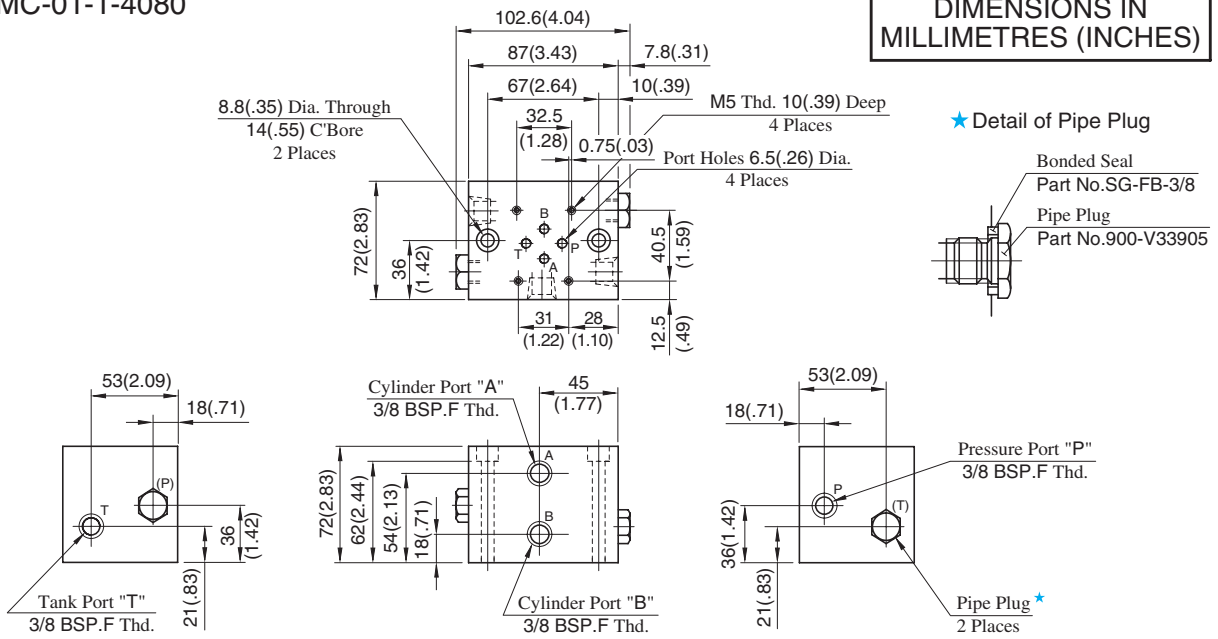 MC-01-T-4080
DIMENSIONS IN
MILLIMETRES (INCHES)
102.6(4.04)
87(3.43)
7.8(.31)
67(2.64)
10(.39)
8.8(.35) Dia. Through
14(.55) C'Bore
2 Places
32.5
(1.28)
0.75(.03)
M5 Thd. 10(.39) Deep
4 Places
Port Holes 6.5(.26) Dia.
4 Places
72(2.83)
36
(1.42)
B
T
P
A
40.5
(1.59)
12.5
(.49)
31
(1.22)
28
(1.10)
★ Detail of Pipe Plug
Bonded Seal
Part No.SG-FB-3/8
Pipe Plug
Part No.900-V33905
53(2.09)
18(.71)
(P)
T
36
(1.42)
21(.83)
Tank Port "T"
3/8 BSP.F Thd.
Cylinder Port "A"
3/8 BSP.F Thd.
45
(1.77)
A
B
72(2.83)
62(2.44)
54(2.13)
18(.71)
Cylinder Port "B"
3/8 BSP.F Thd.
53(2.09)
18(.71)
P
(T)
36(1.42)
21(.83)
Pressure Port "P"
3/8 BSP.F Thd.
Pipe Plug ★
2 Places